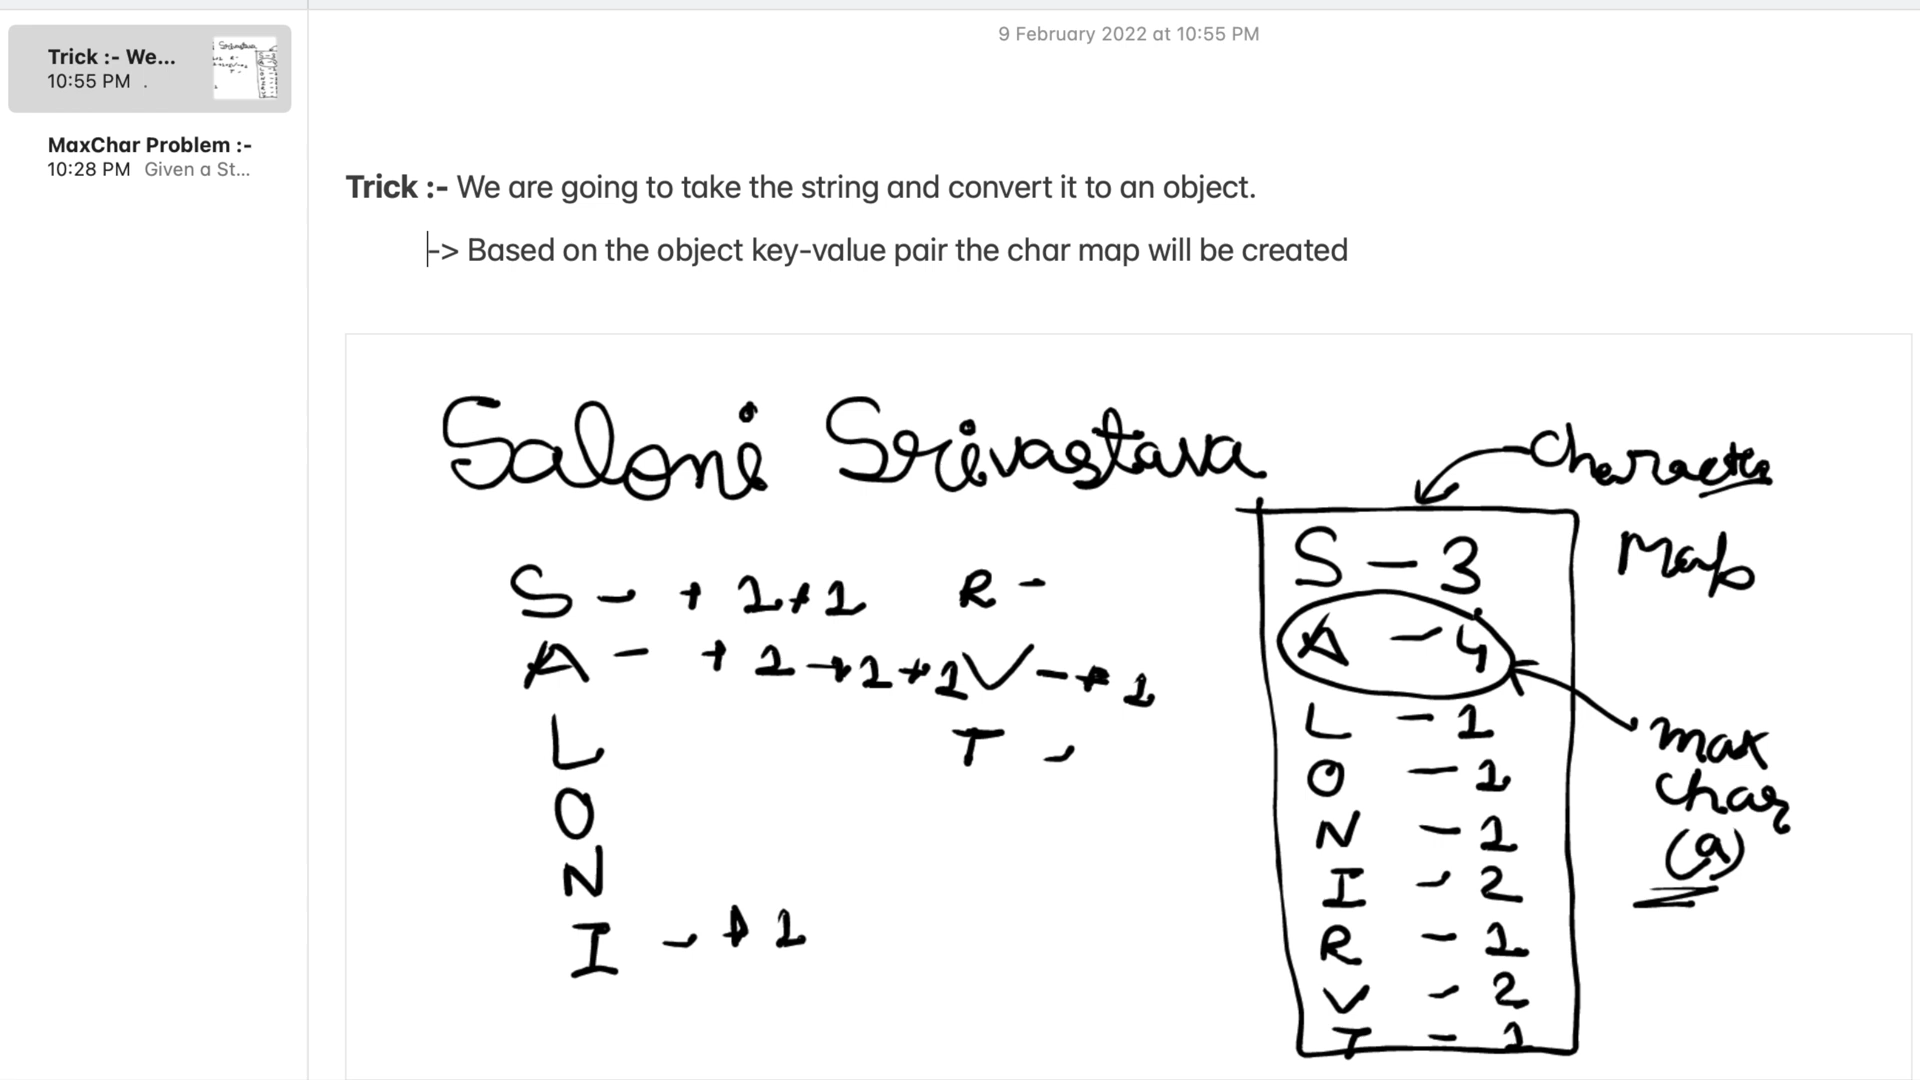 Trick :- We...
10:55 PM .
MaxChar Problem :-
10:28 PM Given a St...
9 February 2022 at 10:55 PM
Trick :- We are going to take the string and convert it to an object.
-> Based on the object key-value pair the char map will be created
Saloni Srivastava
Character
Map
S - + 1 + 1
R -
A - + 1 + 1 + 1
V - + 1
L
T -
O
N
I - + 1
S - 3
A - 4
L - 1
O - 1
N - 1
I - 2
R - 1
V - 2
T - 1
max
char
(a)